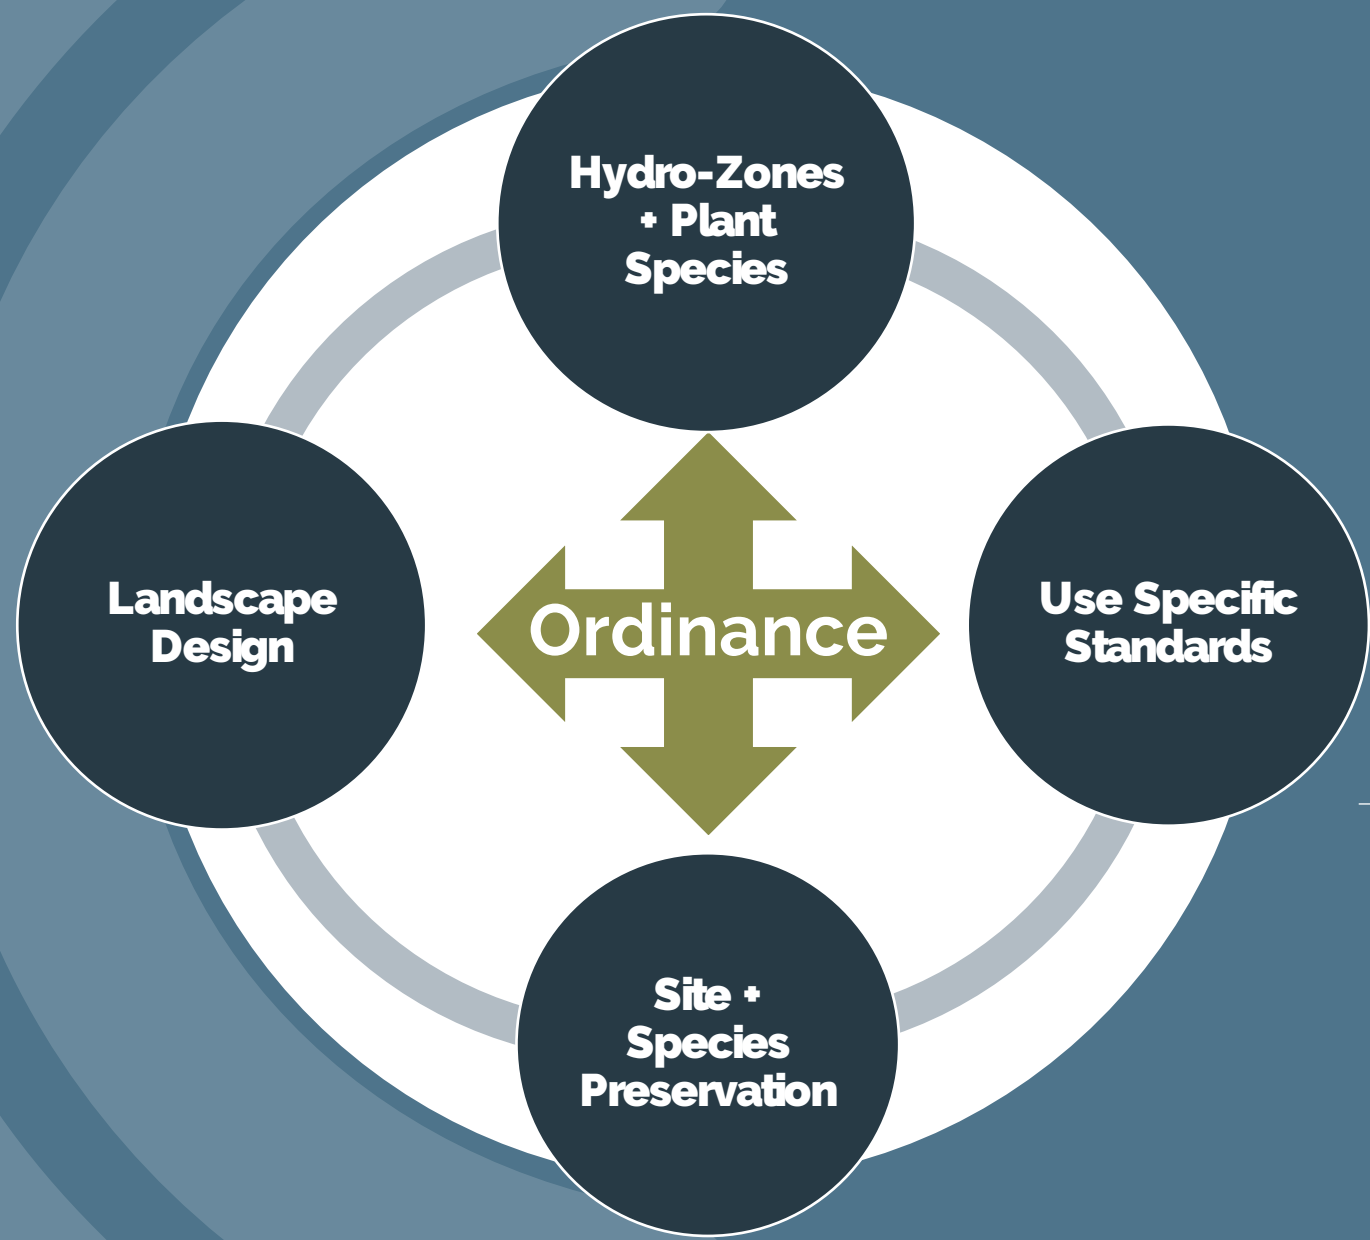 Hydro-Zones
+ Plant
Species
Landscape
Design
Ordinance
Use Specific
Standards
Site +
Species
Preservation